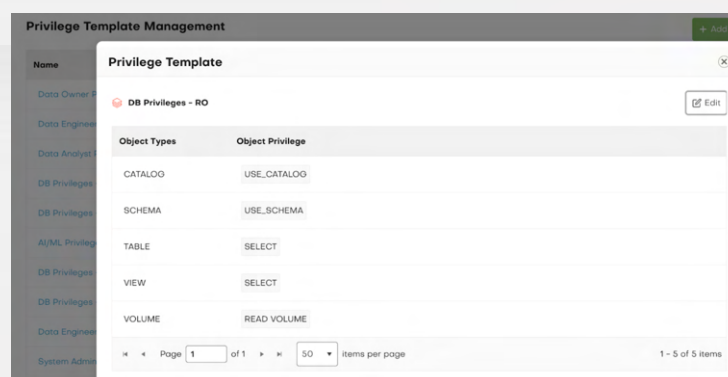 Privilege Template Management
+ Add
Name
Privilege Template
Data Owner P
DB Privileges - RO
Edit
Data Engineer
Object Types Object Privilege
Data Analyst P
CATALOG USE_CATALOG
DB Privileges
SCHEMA USE_SCHEMA
DB Privileges
TABLE SELECT
AI/ML Privileg
DB Privileges
VIEW SELECT
DB Privileges
VOLUME READ VOLUME
Data Engineer
Page 1 of 1 50 items per page 1 - 5 of 5 items
System Admin